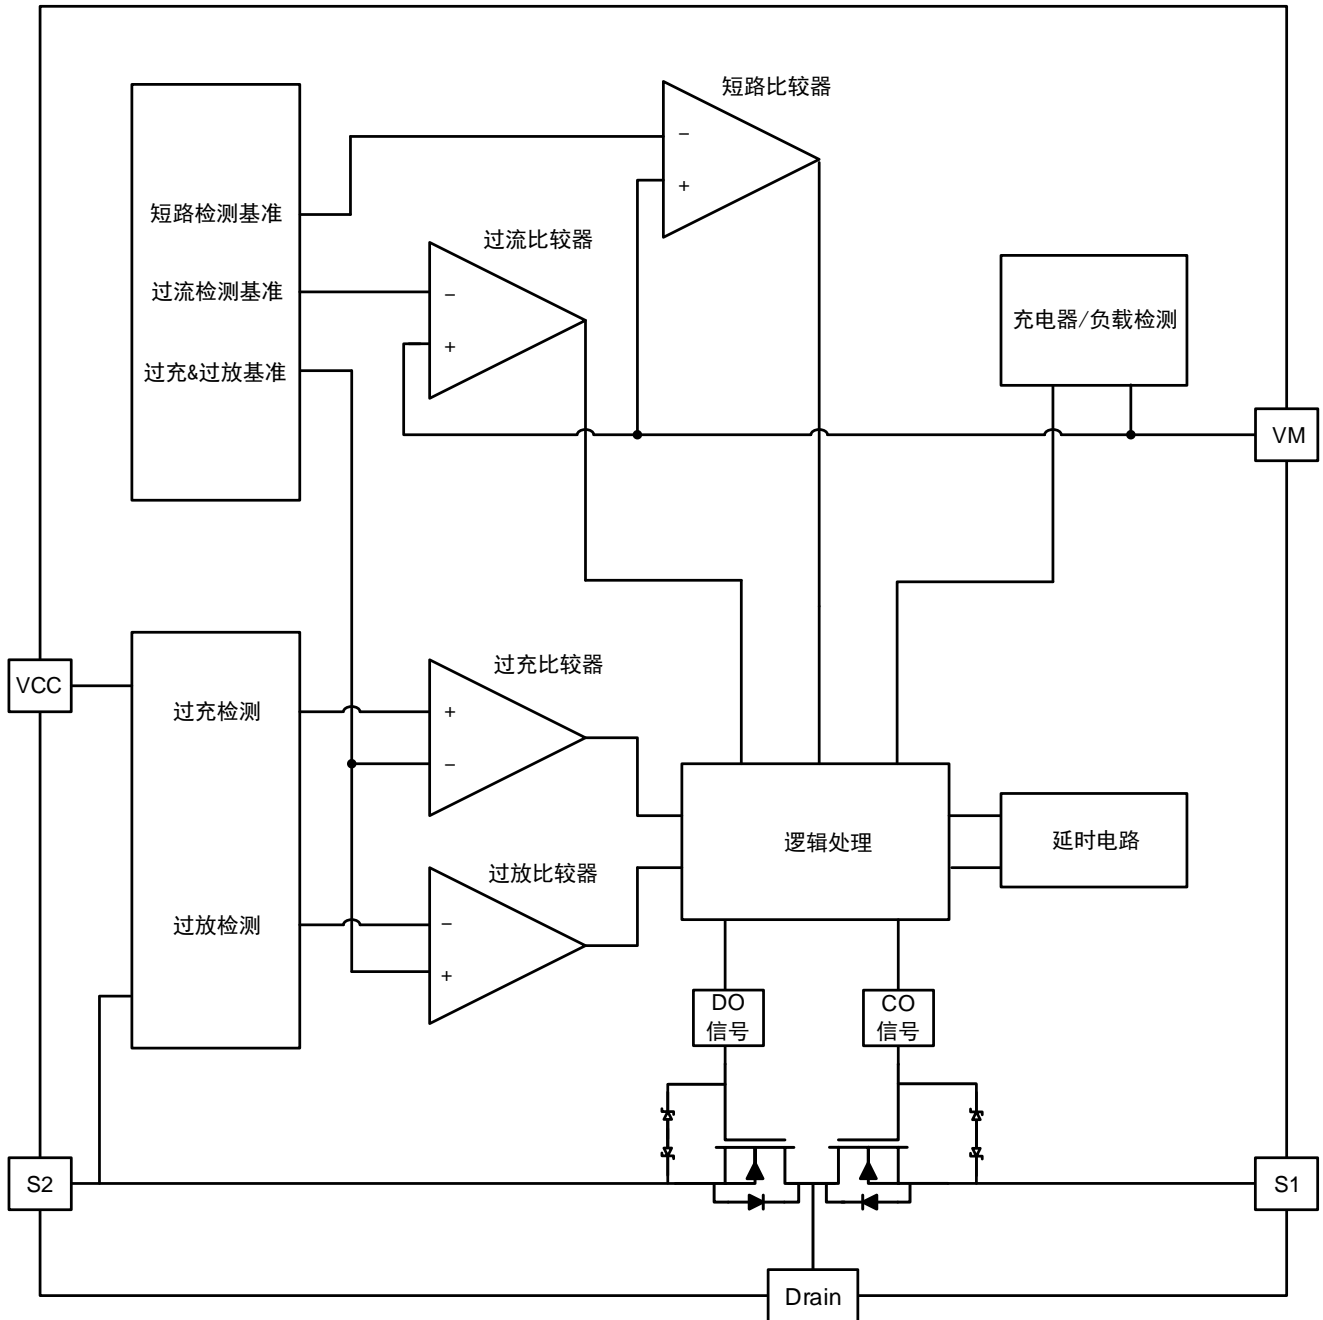 短路比较器
－
短路检测基准
＋
过流比较器
过流检测基准
－
充电器/负载检测
＋
过充&过放基准
VM
过充比较器
VCC
过充检测
＋
－
逻辑处理
延时电路
过放比较器
过放检测
－
＋
DO
信号
CO
信号
S2
S1
Drain